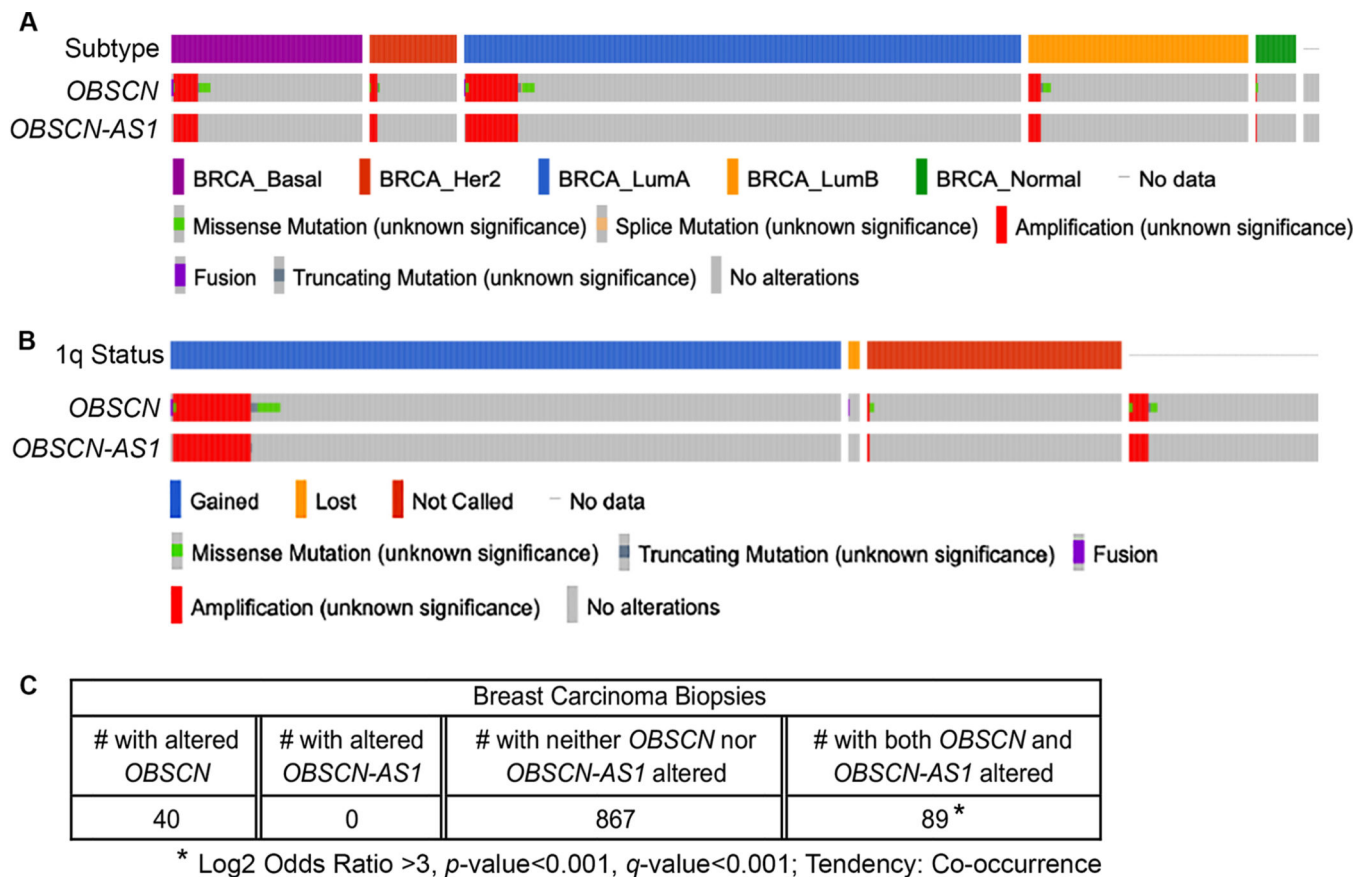 A
Subtype
OBSCN
OBSCN-AS1
BRCA_Basal BRCA_Her2 BRCA_LumA BRCA_LumB BRCA_Normal No data
Missense Mutation (unknown significance) Splice Mutation (unknown significance) Amplification (unknown significance)
Fusion Truncating Mutation (unknown significance) No alterations
B
1q Status
OBSCN
OBSCN-AS1
Gained Lost Not Called No data
Missense Mutation (unknown significance) Truncating Mutation (unknown significance) Fusion
Amplification (unknown significance) No alterations
C
Breast Carcinoma Biopsies
# with altered OBSCN
# with altered OBSCN-AS1
# with neither OBSCN nor OBSCN-AS1 altered
# with both OBSCN and OBSCN-AS1 altered
40 0 867 89*
* Log2 Odds Ratio >3, p-value<0.001, q-value<0.001; Tendency: Co-occurrence